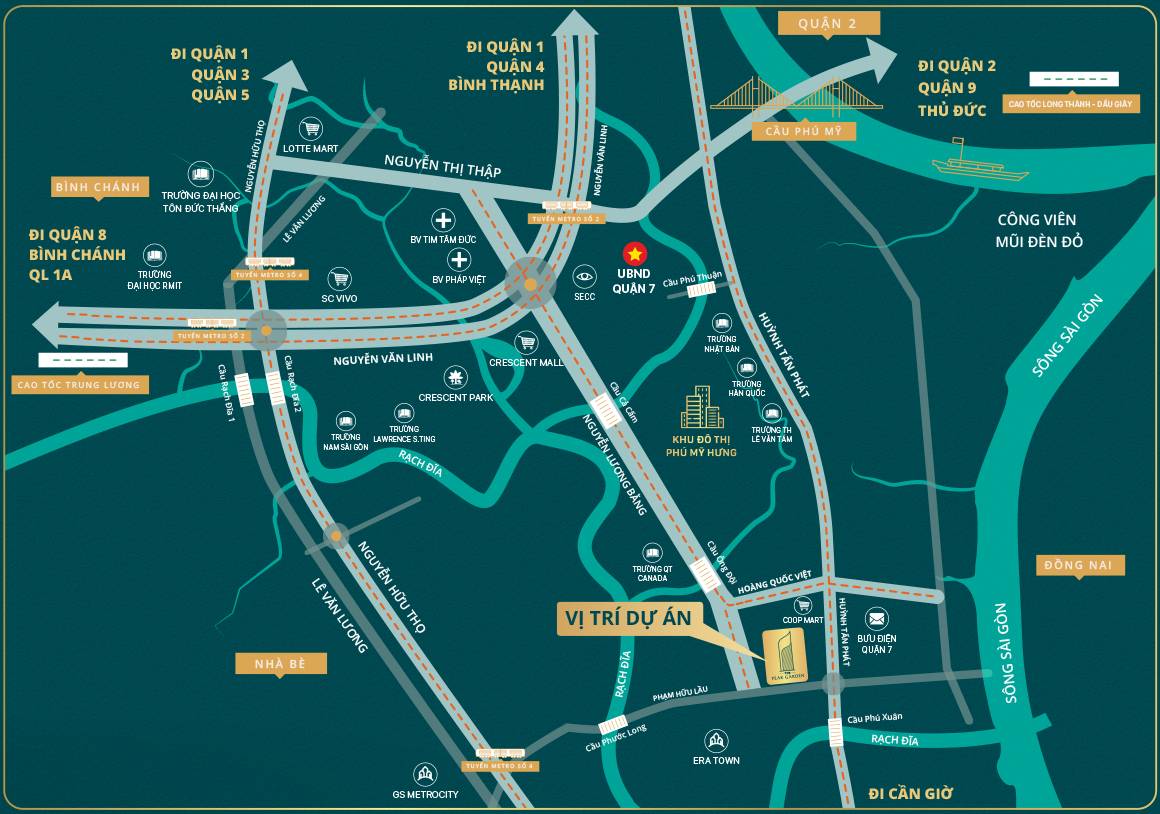 ĐI QUẬN 1
QUẬN 3
QUẬN 5
ĐI QUẬN 1
QUẬN 4
BÌNH THẠNH
QUẬN 2
ĐI QUẬN 2
QUẬN 9
THỦ ĐỨC
CAO TỐC LONG THÀNH - DẦU GIÂY
CẦU PHÚ MỸ
LOTTE MART
NGUYỄN HỮU THỌ
NGUYỄN THỊ THẬP
NGUYỄN VĂN LINH
BÌNH CHÁNH
TRƯỜNG ĐẠI HỌC
TÔN ĐỨC THẮNG
LÊ VĂN LƯƠNG
TUYẾN METRO SỐ 2
CÔNG VIÊN
MŨI ĐÈN ĐỎ
ĐI QUẬN 8
BÌNH CHÁNH
QL 1A
TRƯỜNG
ĐẠI HỌC RMIT
TUYẾN METRO SỐ 4
BV TIM TÂM ĐỨC
BV PHÁP VIỆT
SECC
UBND
QUẬN 7
Cầu Phú Thuận
SC VIVO
TUYẾN METRO SỐ 2
NGUYỄN VĂN LINH
CRESCENT MALL
CRESCENT PARK
CAO TỐC TRUNG LƯƠNG
Cầu Rạch Đĩa 1
Cầu Rạch Đĩa 2
TRƯỜNG
NHẬT BẢN
TRƯỜNG
HÀN QUỐC
TRƯỜNG TH
LÊ VĂN TÁM
HUỲNH TẤN PHÁT
SÔNG SÀI GÒN
TRƯỜNG
NAM SÀI GÒN
TRƯỜNG
LAWRENCE S.TING
RẠCH ĐĨA
Cầu Cả Cấm
NGUYỄN LƯƠNG BẰNG
KHU ĐÔ THỊ
PHÚ MỸ HƯNG
NGUYỄN HỮU THỌ
LÊ VĂN LƯƠNG
TRƯỜNG QT
CANADA
Cầu Ông Đội
HOÀNG QUỐC VIỆT
ĐỒNG NAI
VỊ TRÍ DỰ ÁN
COOP MART
HUỲNH TẤN PHÁT
BƯU ĐIỆN
QUẬN 7
THE
PEAK GARDEN
SÔNG SÀI GÒN
NHÀ BÈ
RẠCH ĐĨA
PHẠM HỮU LẦU
Cầu Phước Long
Cầu Phú Xuân
RẠCH ĐĨA
ERA TOWN
TUYẾN METRO SỐ 4
GS METROCITY
ĐI CẦN GIỜ